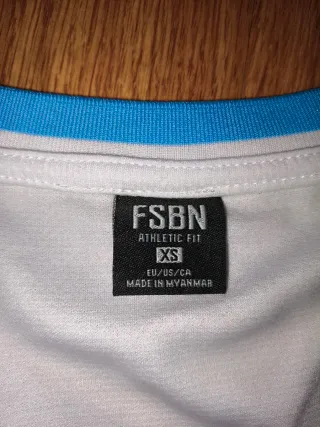 FSBN
ATHLETIC FIT
XS
EU/US/CA
MADE IN MYANMAR